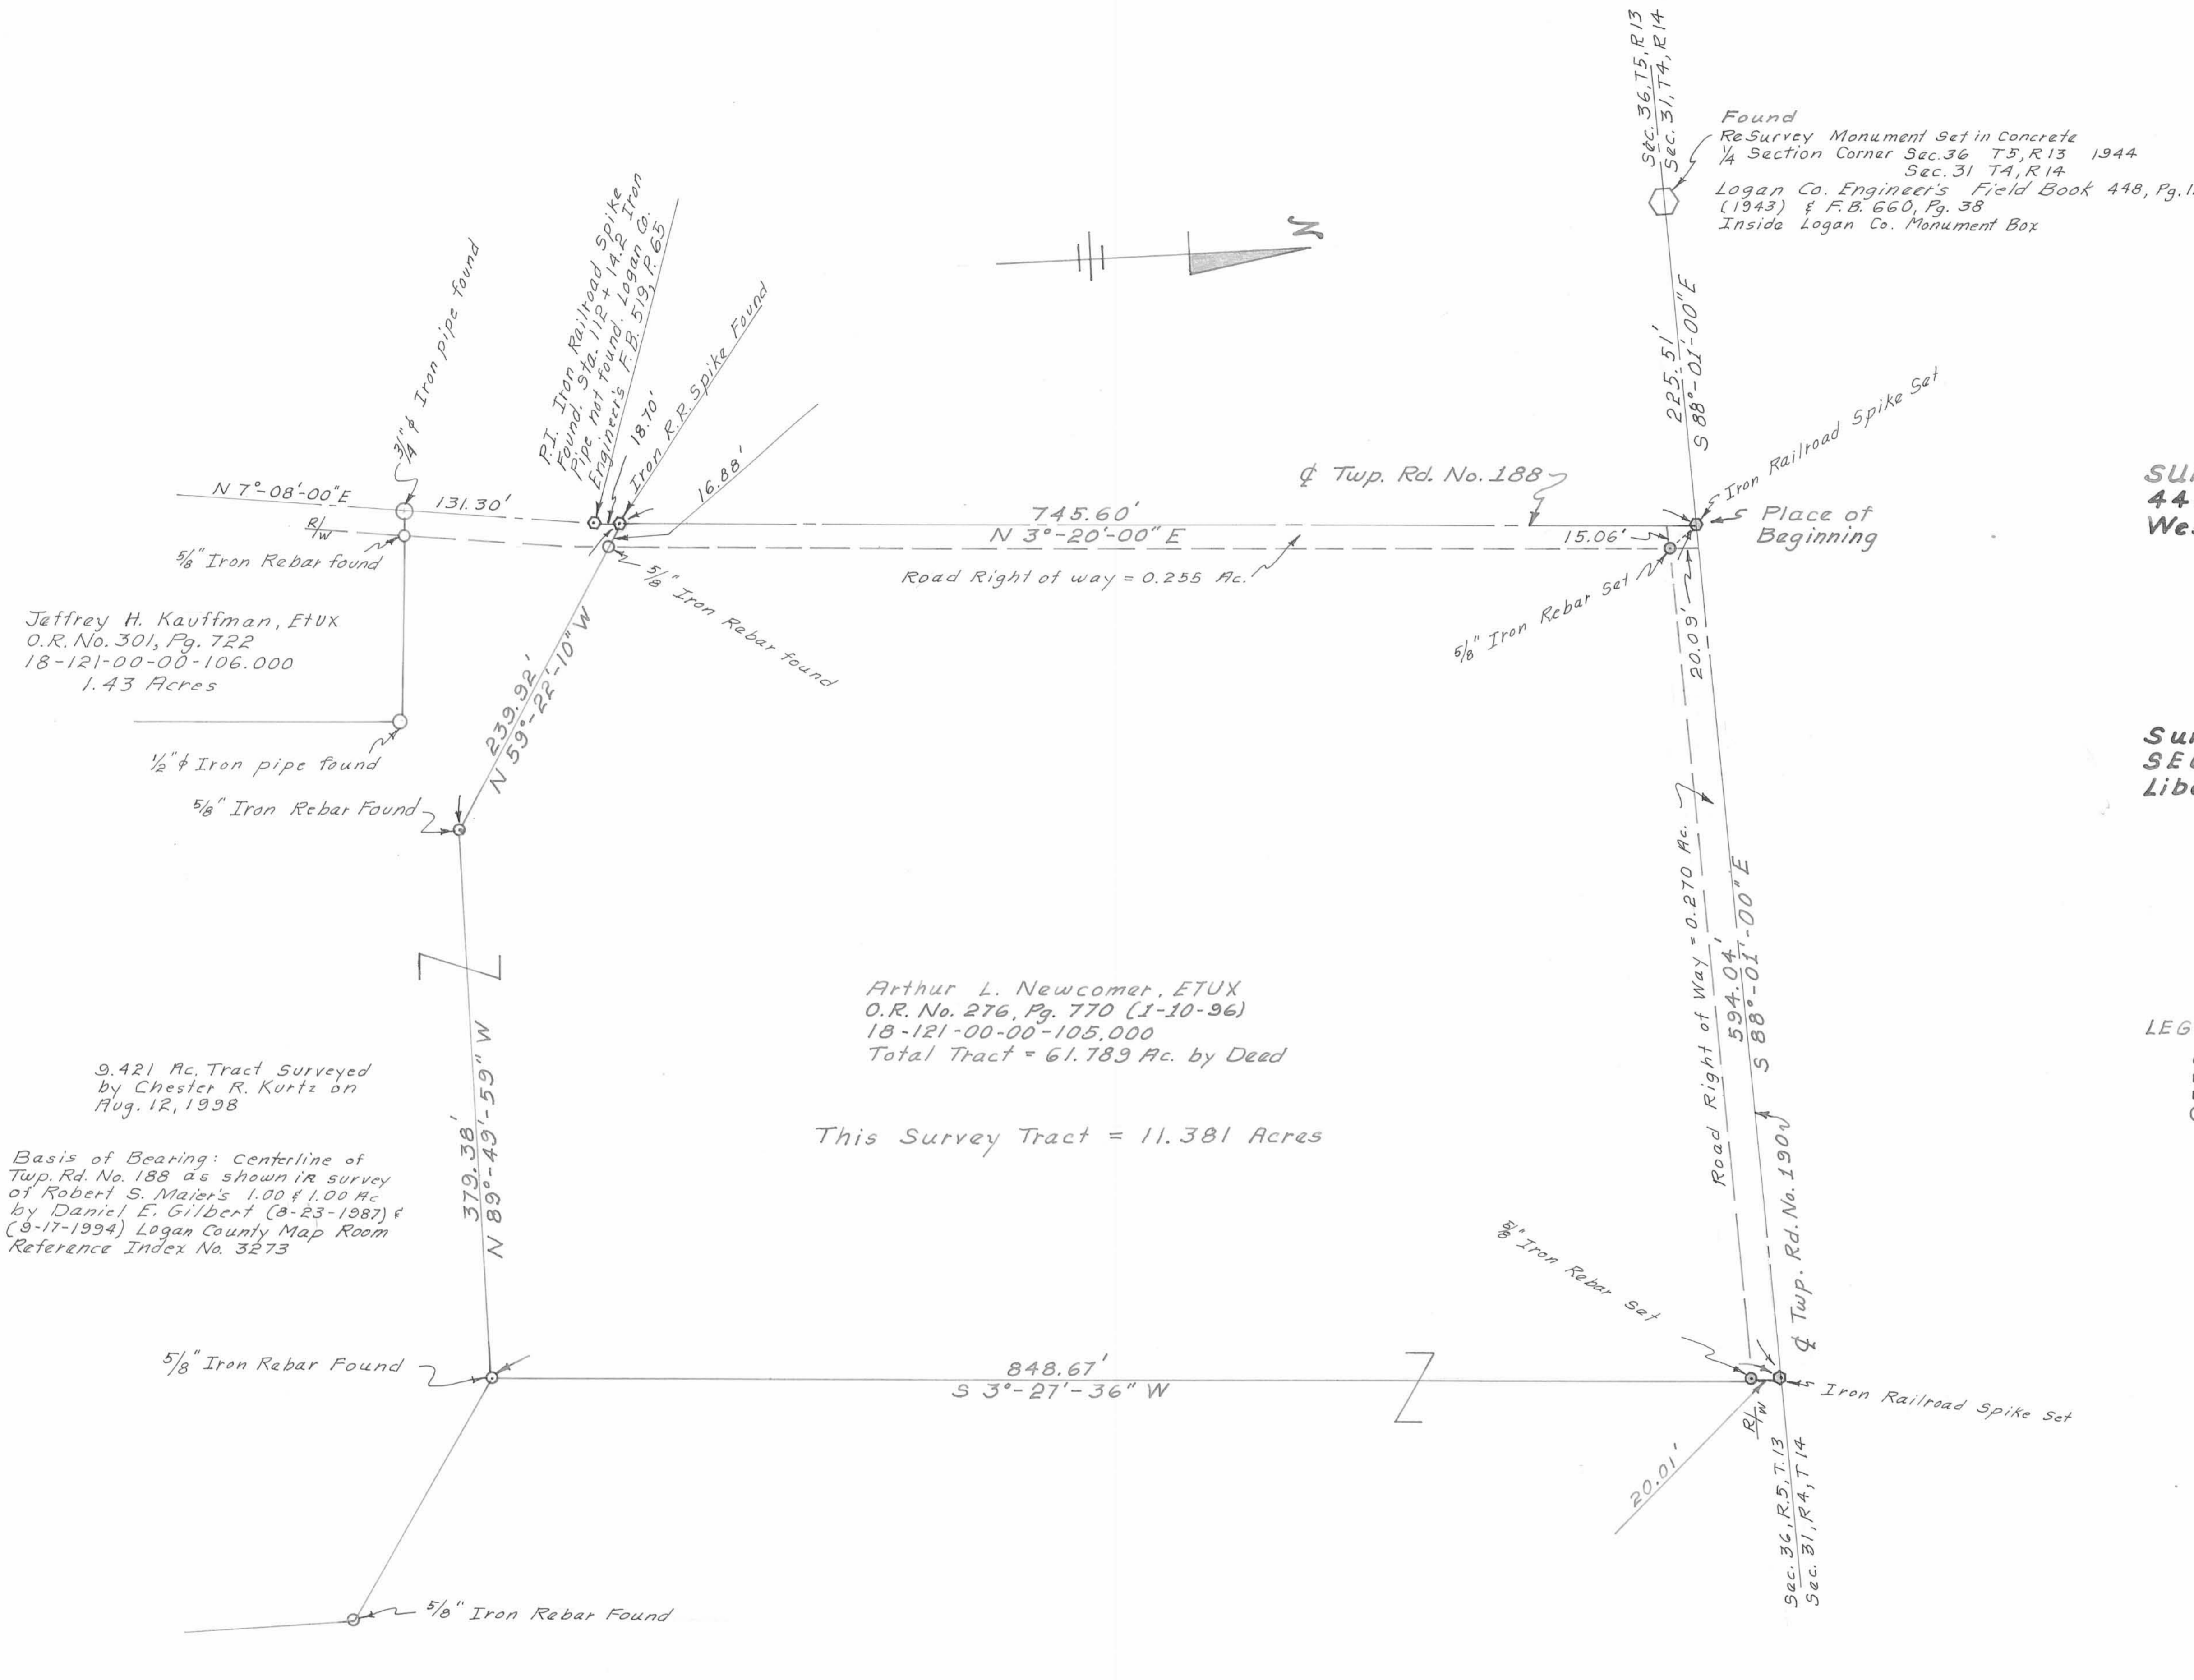 Sec. 36, T5, R13
Sec. 31, T4, R14
Found
ReSurvey Monument Set in Concrete
1/4 Section Corner Sec. 36 T5, R13 1944
Sec. 31 T4, R14
Logan Co. Engineer's Field Book 448, Pg.
(1943) & F.B. 660, Pg. 38
Inside Logan Co. Monument Box
N
225.51'
S 88°-01'-00" E
Iron Railroad Spike Set
Place of
Beginning
3/4" ϕ Iron pipe found
P.I. Iron Railroad Spike
Found. Sta. 112 + 14.2 Iron
Pipe not found. Logan Co.
Engineer's F.B. 519, P. 65
18.70'
Iron R.R. Spike Found
16.88'
N 7°-08'-00" E
131.30'
R/W
5/8" Iron Rebar found
℄ Twp. Rd. No. 188
745.60'
N 3°-20'-00" E
15.06'
Road Right of way = 0.255 Ac.
5/8" Iron Rebar found
5/8" Iron Rebar Set
20.09'
Jeffrey H. Kauffman, EtUX
O.R. No. 301, Pg. 722
18-121-00-00-106.000
1.43 Acres
1/2" ϕ Iron pipe found
239.92'
N 59°-22'-10" W
5/8" Iron Rebar Found
44
Road Right of Way = 0.270 Ac.
594.04'
S 88°-01'-00" E
Arthur L. Newcomer, ETUX
O.R. No. 276, Pg. 770 (1-10-96)
18-121-00-00-105.000
Total Tract = 61.789 Ac. by Deed
This Survey Tract = 11.381 Acres
9.421 Ac. Tract Surveyed
by Chester R. Kurtz on
Aug. 12, 1998
Basis of Bearing: Centerline of
Twp. Rd. No. 188 as shown in survey
of Robert S. Maier's 1.00 & 1.00 Ac
by Daniel E. Gilbert (8-23-1987) &
(9-17-1994) Logan County Map Room
Reference Index No. 3273
379.38'
N 89°-49'-59" W
℄ Twp. Rd. No. 190
5/8" Iron Rebar Set
5/8" Iron Rebar Found
848.67'
S 3°-27'-36" W
Iron Railroad Spike Set
R/W
20.01'
Sec. 36, R.5, T.13
Sec. 31, R4, T14
5/8" Iron Rebar Found